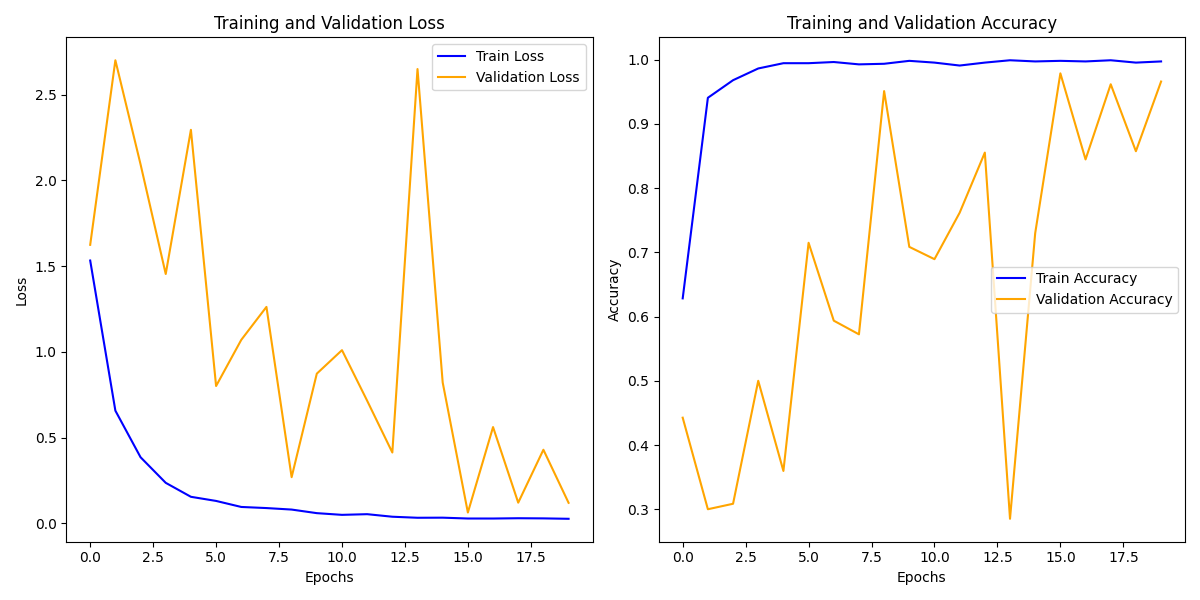 Training and Validation Loss
Train Loss
Validation Loss
2.5
2.0
1.5
1.0
0.5
0.0
Loss
0.0 2.5 5.0 7.5 10.0 12.5 15.0 17.5
Epochs
Training and Validation Accuracy
1.0
0.9
0.8
0.7
0.6
0.5
0.4
0.3
Accuracy
Train Accuracy
Validation Accuracy
0.0 2.5 5.0 7.5 10.0 12.5 15.0 17.5
Epochs